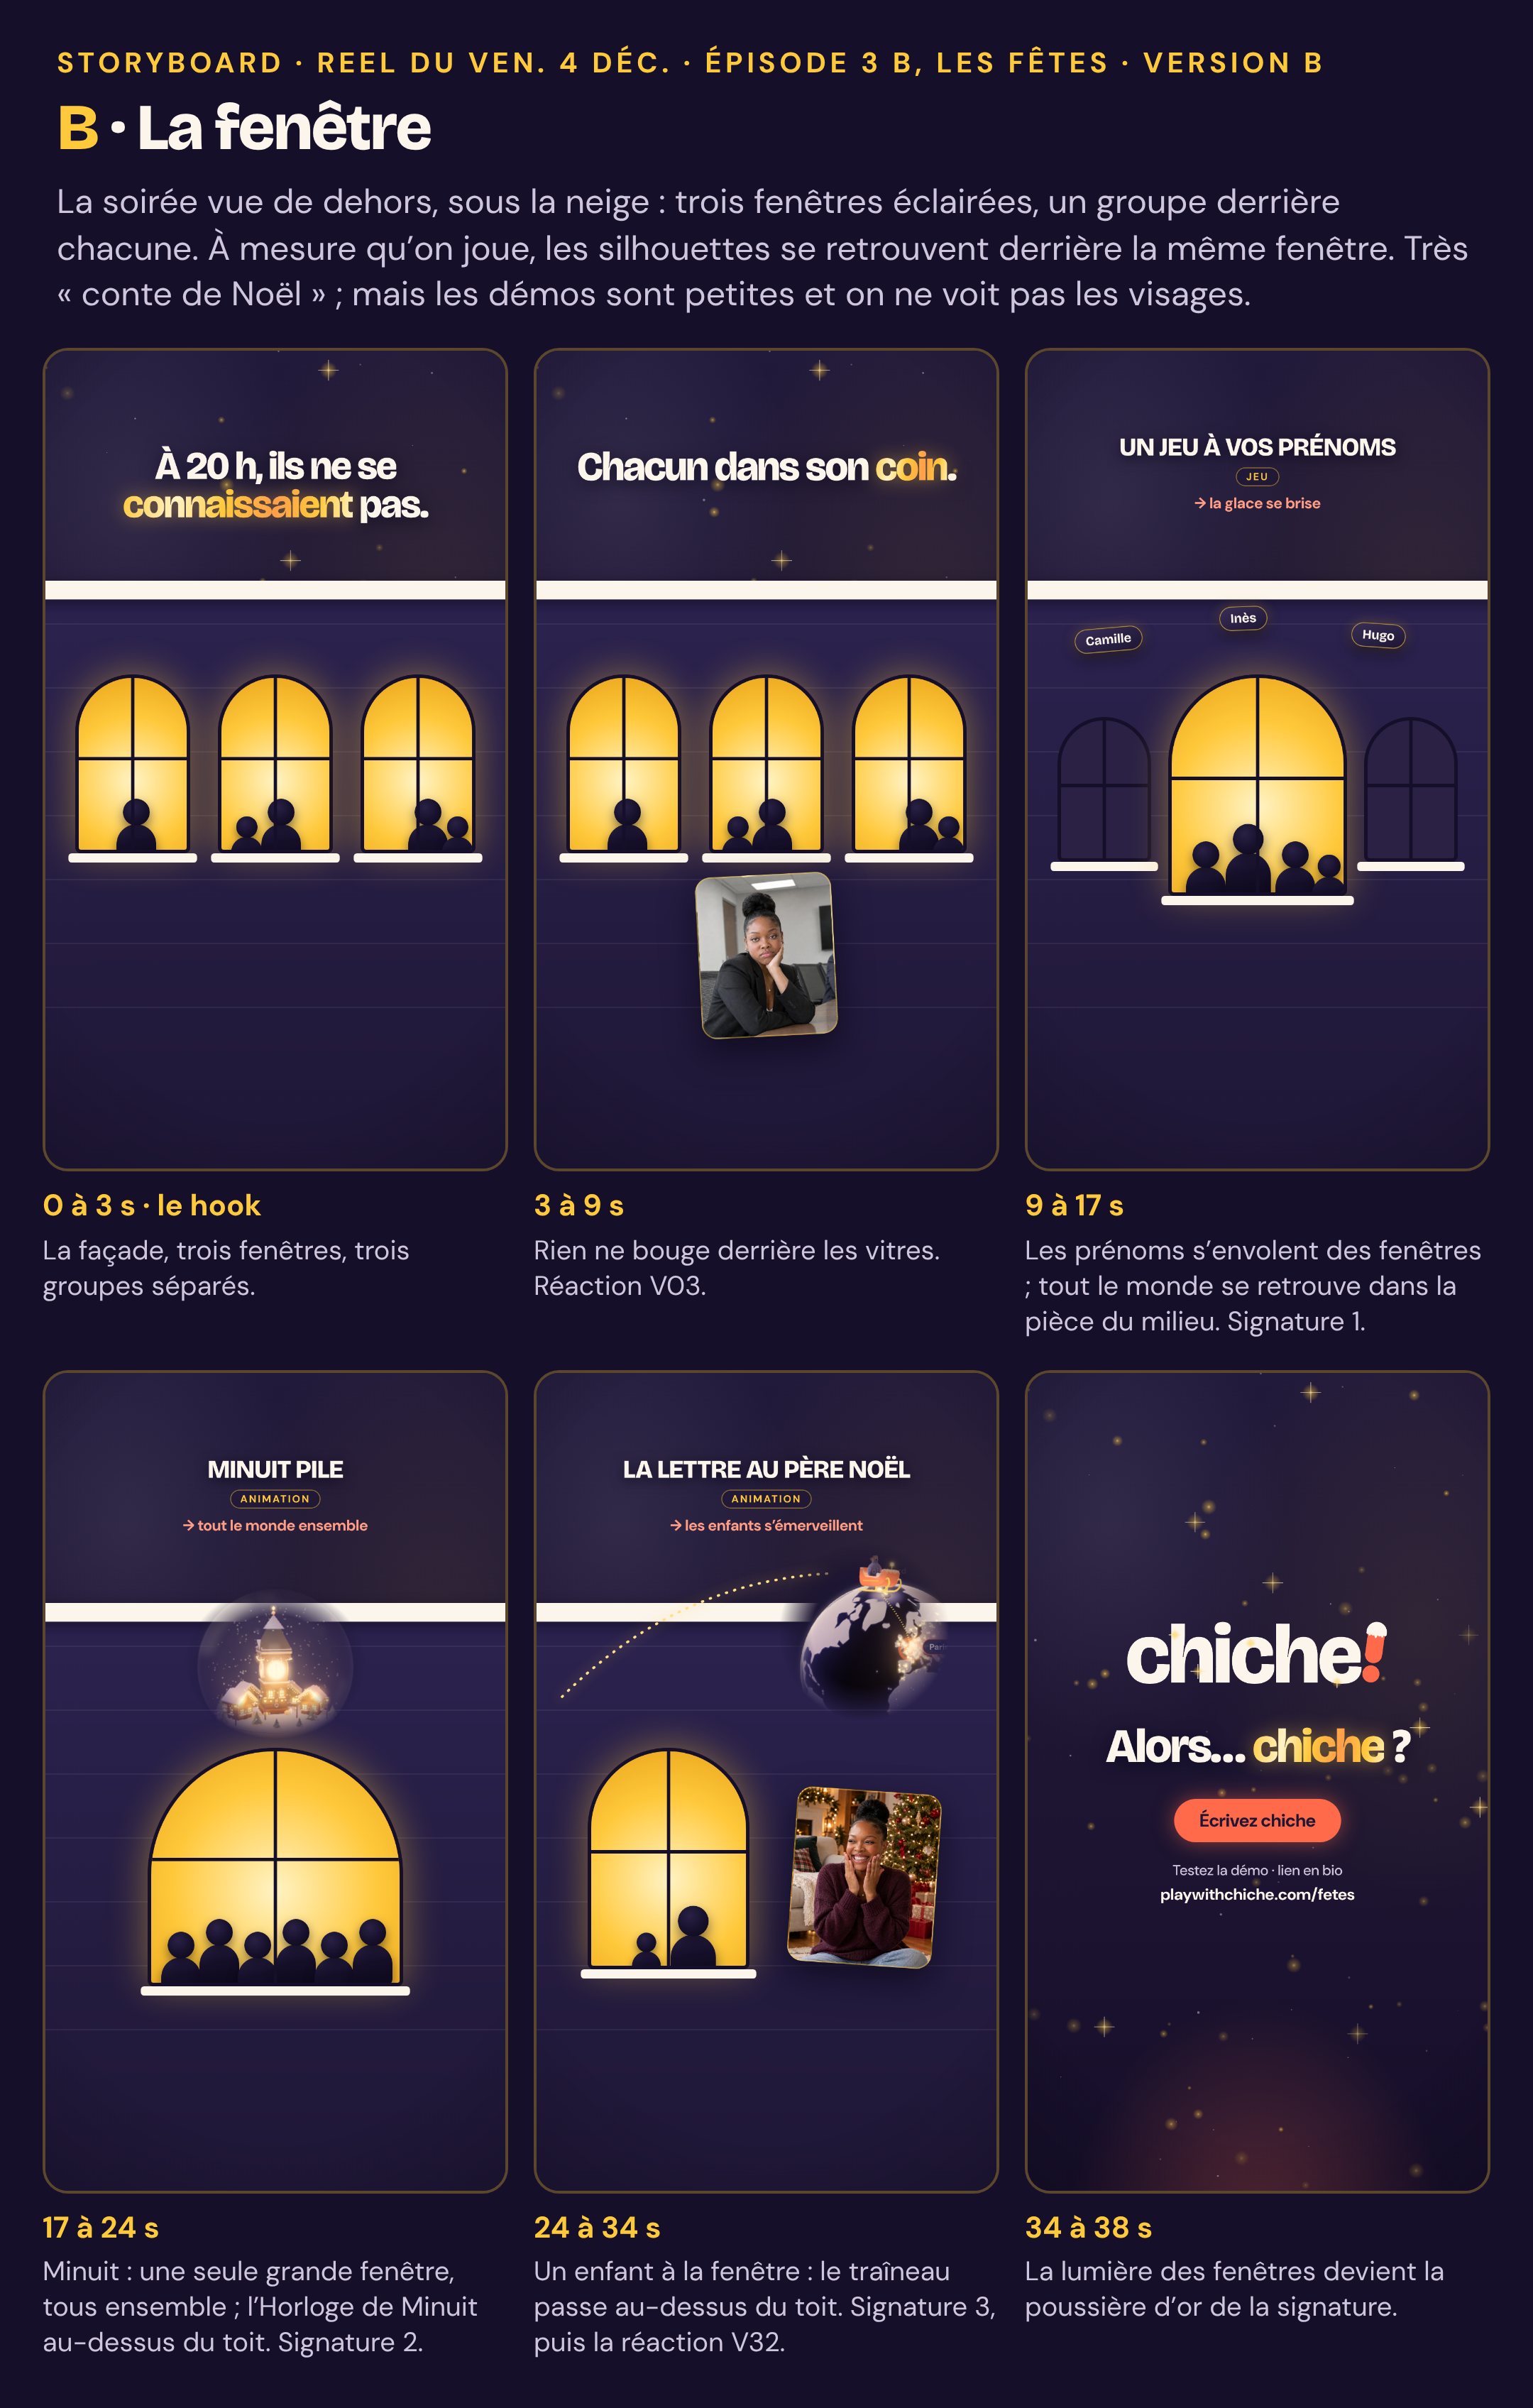 STORYBOARD · REEL DU VEN. 4 DÉC. · ÉPISODE 3 B, LES FÊTES · VERSION B
B · La fenêtre
La soirée vue de dehors, sous la neige : trois fenêtres éclairées, un groupe derrière
chacune. À mesure qu’on joue, les silhouettes se retrouvent derrière la même fenêtre. Très
« conte de Noël » ; mais les démos sont petites et on ne voit pas les visages.
À 20 h, ils ne se
connaissaient pas.
Chacun dans son coin.
UN JEU À VOS PRÉNOMS
JEU
→ la glace se brise
Camille
Inès
Hugo
0 à 3 s · le hook
La façade, trois fenêtres, trois
groupes séparés.
3 à 9 s
Rien ne bouge derrière les vitres.
Réaction V03.
9 à 17 s
Les prénoms s’envolent des fenêtres
; tout le monde se retrouve dans la
pièce du milieu. Signature 1.
MINUIT PILE
ANIMATION
→ tout le monde ensemble
LA LETTRE AU PÈRE NOËL
ANIMATION
→ les enfants s’émerveillent
chiche!
Alors... chiche ?
Écrivez chiche
Testez la démo · lien en bio
playwithchiche.com/fetes
17 à 24 s
Minuit : une seule grande fenêtre,
tous ensemble ; l’Horloge de Minuit
au-dessus du toit. Signature 2.
24 à 34 s
Un enfant à la fenêtre : le traîneau
passe au-dessus du toit. Signature 3,
puis la réaction V32.
34 à 38 s
La lumière des fenêtres devient la
poussière d’or de la signature.